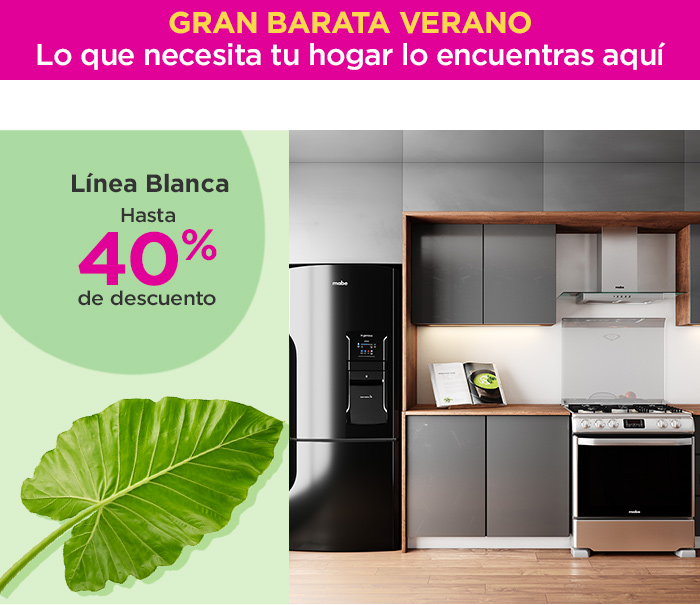 GRAN BARATA VERANO
Lo que necesita tu hogar lo encuentras aquí
Línea Blanca
Hasta
40%
de descuento
mabe
mabe
mabe